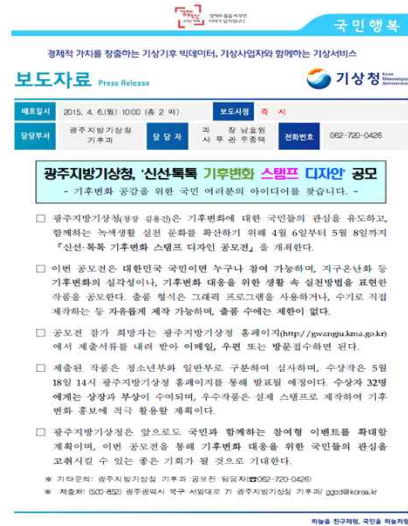 국민행복
경제적 가치를 창출하는 기상기후 빅데이터, 기상사업자와 함께하는 기상서비스
보도자료 Press Release
기상청
배포일시 2015. 4. 6.(월) 10:00 (총 2 매) 보도시점 즉 시
담당부서 광주지방기상청 기후과 담당자 과 장 남효원 사 무 관 주종택 전화번호 062-720-0426
광주지방기상청, '신선·톡톡 기후변화 스탬프 디자인' 공모
- 기후변화 공감을 위한 국민 여러분의 아이디어를 찾습니다. -
□ 광주지방기상청(청장 김용진)은 기후변화에 대한 국민들의 관심을 유도하고,
함께하는 녹색생활 실천 문화를 확산하기 위해 4월 6일부터 5월 8일까지
『신선·톡톡 기후변화 스탬프 디자인 공모전』을 개최한다.
□ 이번 공모전은 대한민국 국민이면 누구나 참여 가능하며, 지구온난화 등
기후변화의 심각성이나, 기후변화 대응을 위한 생활 속 실천방법을 표현한
작품을 공모한다. 출품 형식은 그래픽 프로그램을 사용하거나, 수기로 직접
제작하는 등 자유롭게 제작 가능하며, 출품 수에는 제한이 없다.
□ 공모전 참가 희망자는 광주지방기상청 홈페이지(http://gwangju.kma.go.kr)
에서 제출서류를 내려 받아 이메일, 우편 또는 방문접수하면 된다.
□ 제출된 작품은 청소년부와 일반부로 구분하여 심사하며, 수상작은 5월
18일 14시 광주지방기상청 홈페이지를 통해 발표될 예정이다. 수상자 32명
에게는 상장과 부상이 수여되며, 우수작품은 실제 스탬프로 제작하여 기후
변화 홍보에 적극 활용할 계획이다.
□ 광주지방기상청은 앞으로도 국민과 함께하는 참여형 이벤트를 확대할
계획이며, 이번 공모전을 통해 기후변화 대응을 위한 국민들의 관심을
고취시킬 수 있는 좋은 기회가 될 것으로 기대한다.
※ 기타문의: 광주지방기상청 기후과 공모전 담당자(☎062-720-0426)
※ 제출처: (500-852) 광주광역시 북구 서암대로 71 광주지방기상청 기후과/ ggcd@korea.kr
하늘을 친구처럼, 국민을 하늘처럼